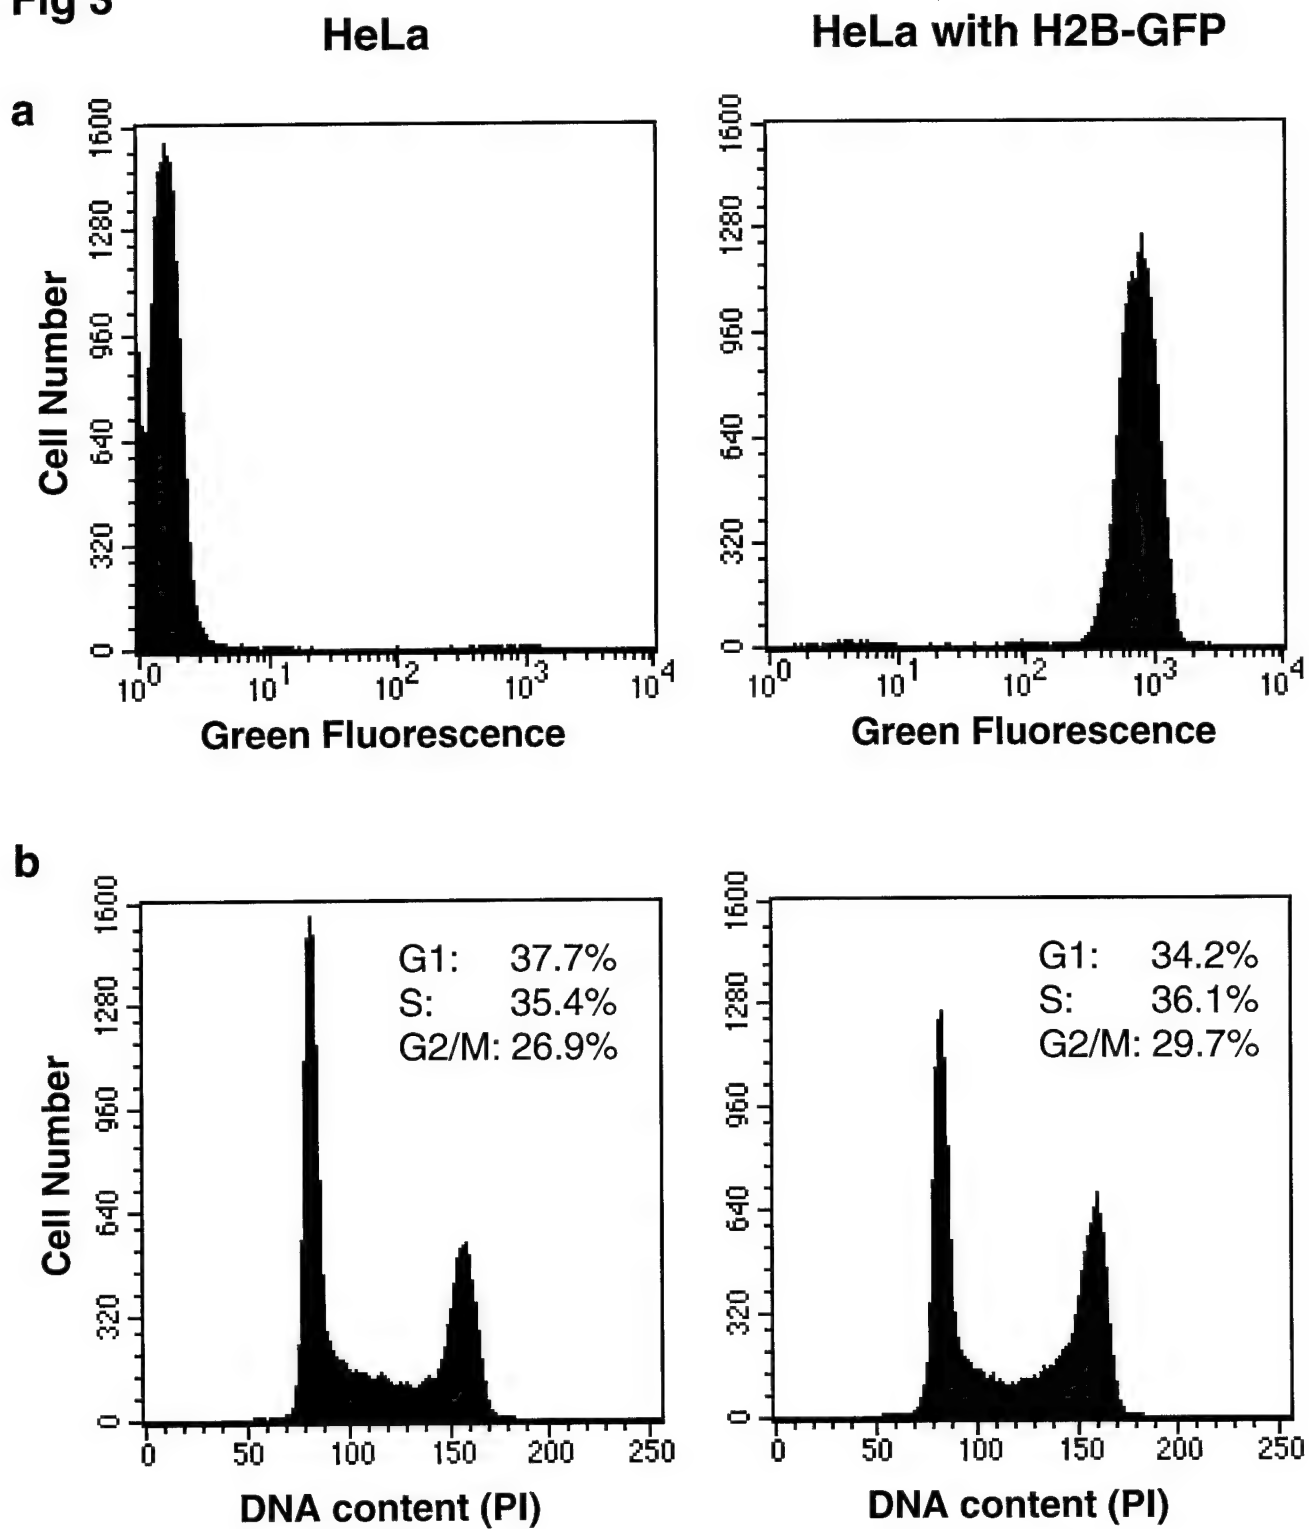 Fig 3
HeLa
HeLa with H2B-GFP
a
Cell Number
1600
1280
960
640
320
0
10^0 10^1 10^2 10^3 10^4
Green Fluorescence
1600
1280
960
640
320
0
10^0 10^1 10^2 10^3 10^4
Green Fluorescence
b
Cell Number
1600
1280
960
640
320
0
G1: 37.7%
S: 35.4%
G2/M: 26.9%
0 50 100 150 200 250
DNA content (PI)
1600
1280
960
640
320
0
G1: 34.2%
S: 36.1%
G2/M: 29.7%
0 50 100 150 200 250
DNA content (PI)